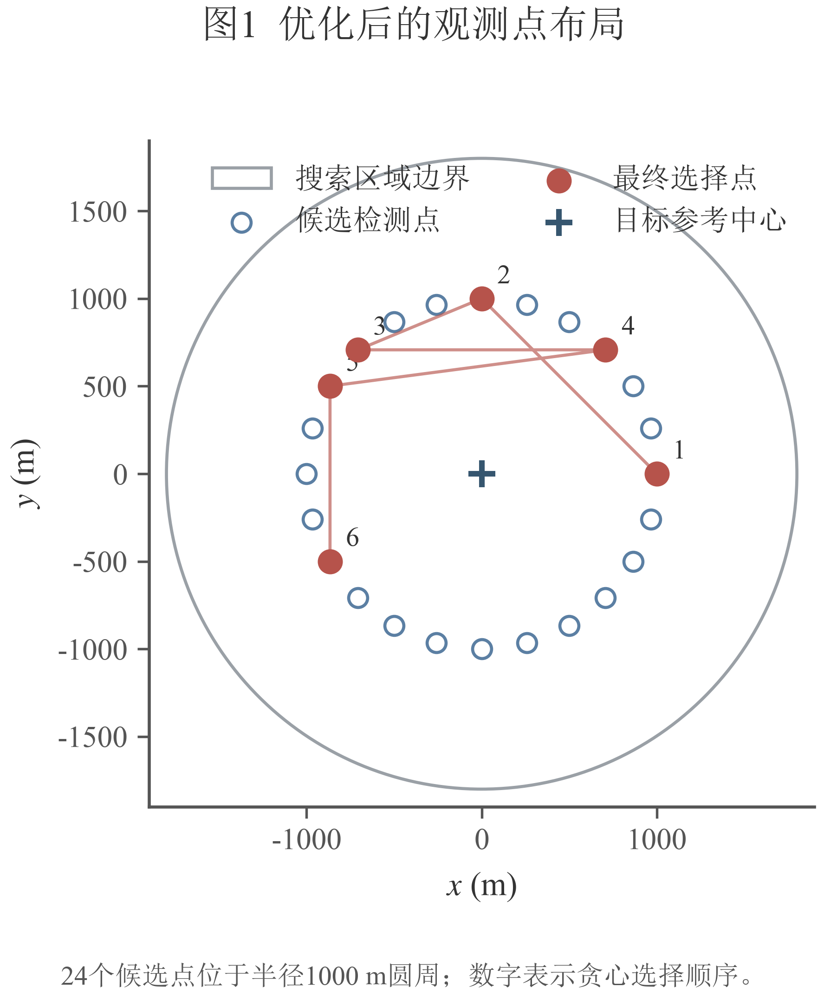 图1 优化后的观测点布局
搜索区域边界 最终选择点
候选检测点 目标参考中心
1500
1000
500
0
-500
-1000
-1500
y (m)
2
3
4
5
1
6
-1000 0 1000
x (m)
24个候选点位于半径1000 m圆周；数字表示贪心选择顺序。